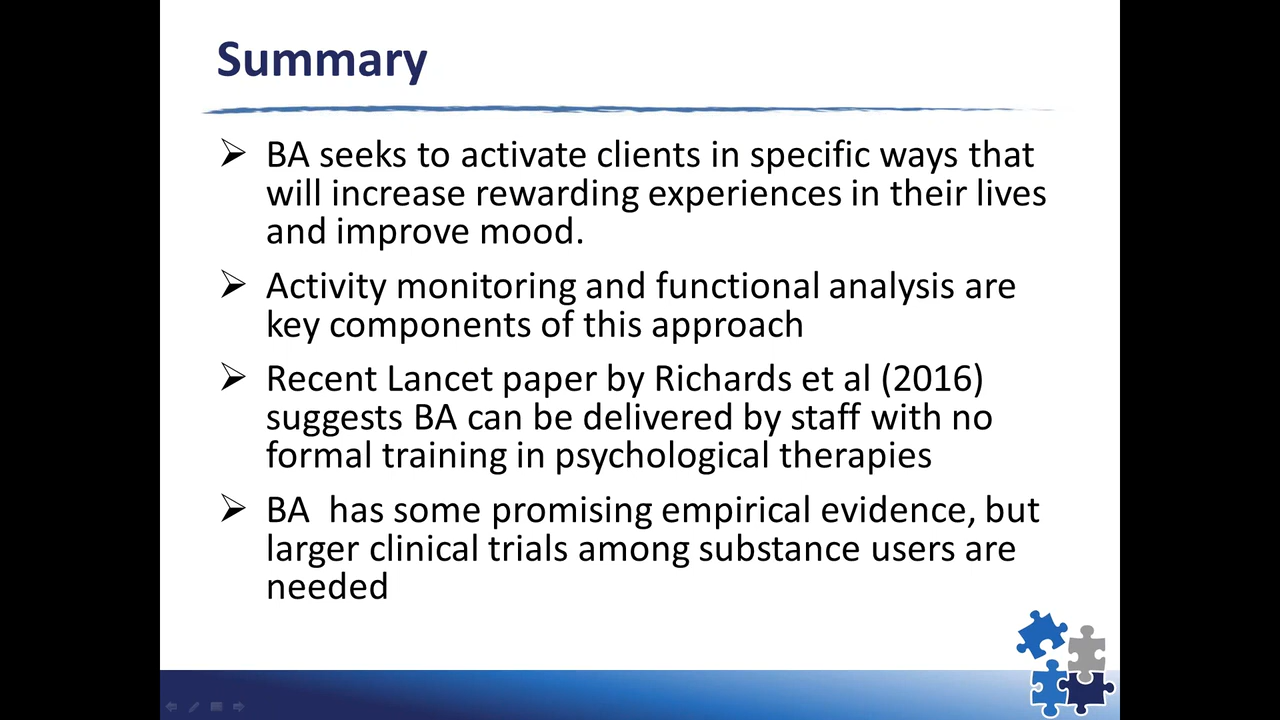 Summary
➢ BA seeks to activate clients in specific ways that
will increase rewarding experiences in their lives
and improve mood.
➢ Activity monitoring and functional analysis are
key components of this approach
➢ Recent Lancet paper by Richards et al (2016)
suggests BA can be delivered by staff with no
formal training in psychological therapies
➢ BA  has some promising empirical evidence, but
larger clinical trials among substance users are
needed